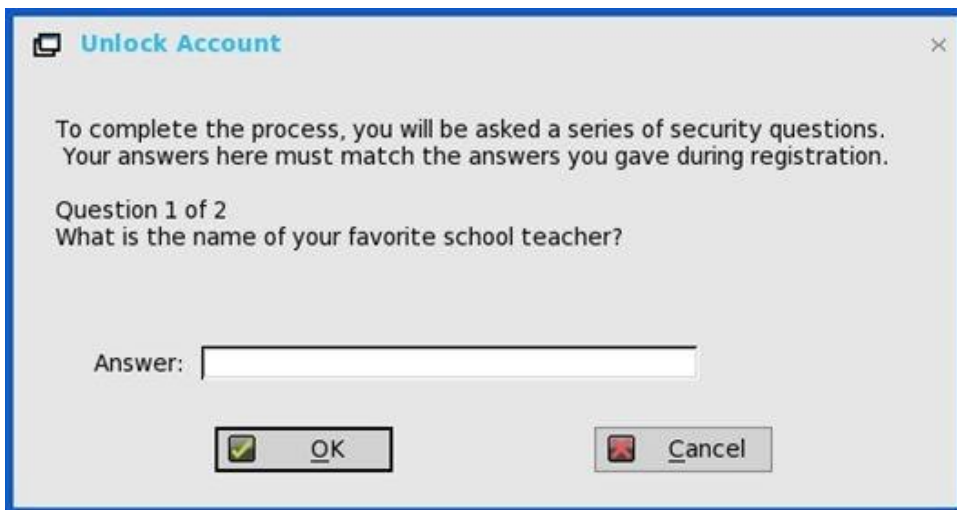 Unlock Account
To complete the process, you will be asked a series of security questions.
Your answers here must match the answers you gave during registration.
Question 1 of 2
What is the name of your favorite school teacher?
Answer:
OK Cancel